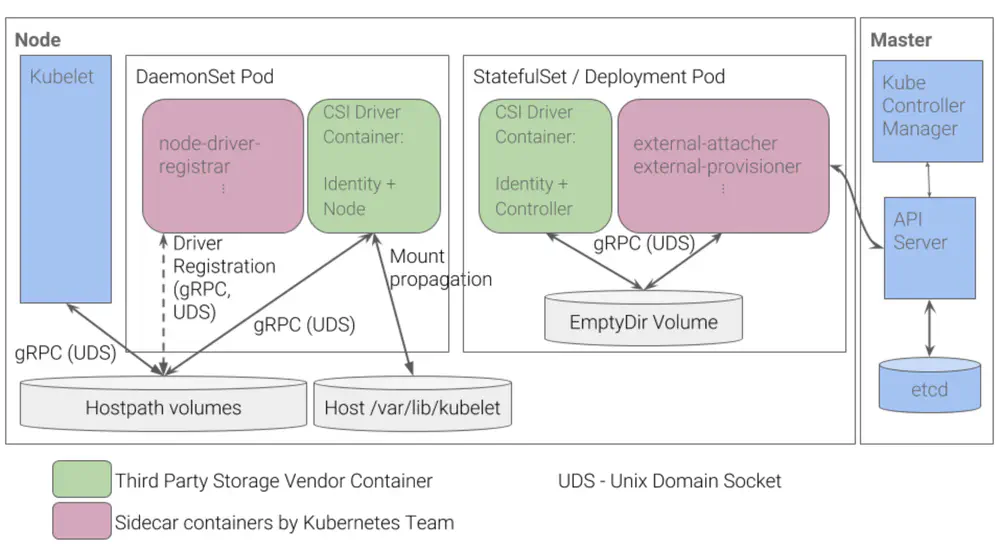 Node
Master
Kubelet
DaemonSet Pod
StatefulSet / Deployment Pod
Kube
Controller
Manager
node-driver-
registrar
⋮
CSI Driver
Container:
Identity +
Node
CSI Driver
Container:
Identity +
Controller
external-attacher
external-provisioner
⋮
API
Server
Driver
Registration
(gRPC,
UDS)
Mount
propagation
gRPC (UDS)
gRPC (UDS)
gRPC (UDS)
EmptyDir Volume
Hostpath volumes
Host /var/lib/kubelet
etcd
Third Party Storage Vendor Container
UDS - Unix Domain Socket
Sidecar containers by Kubernetes Team